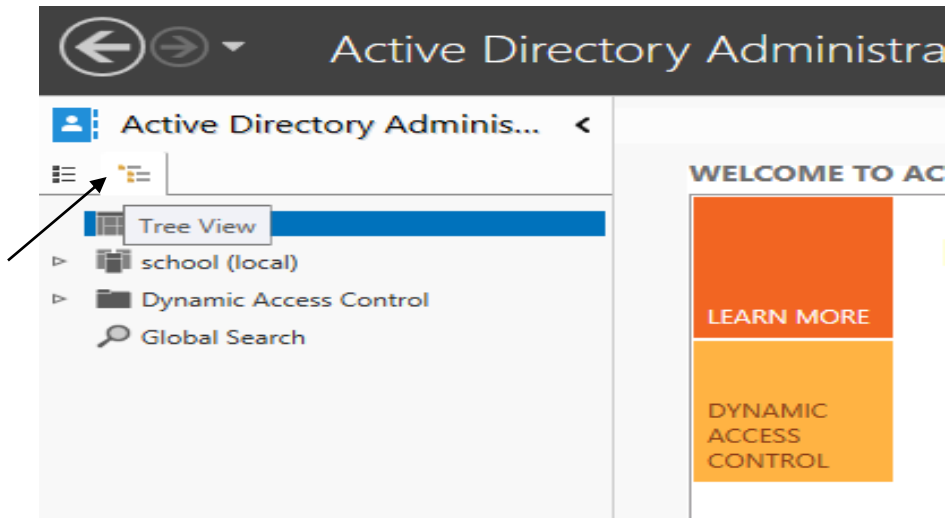 Active Directory Administra
Active Directory Adminis...
WELCOME TO AC
Tree View
school (local)
Dynamic Access Control
Global Search
LEARN MORE
DYNAMIC
ACCESS
CONTROL